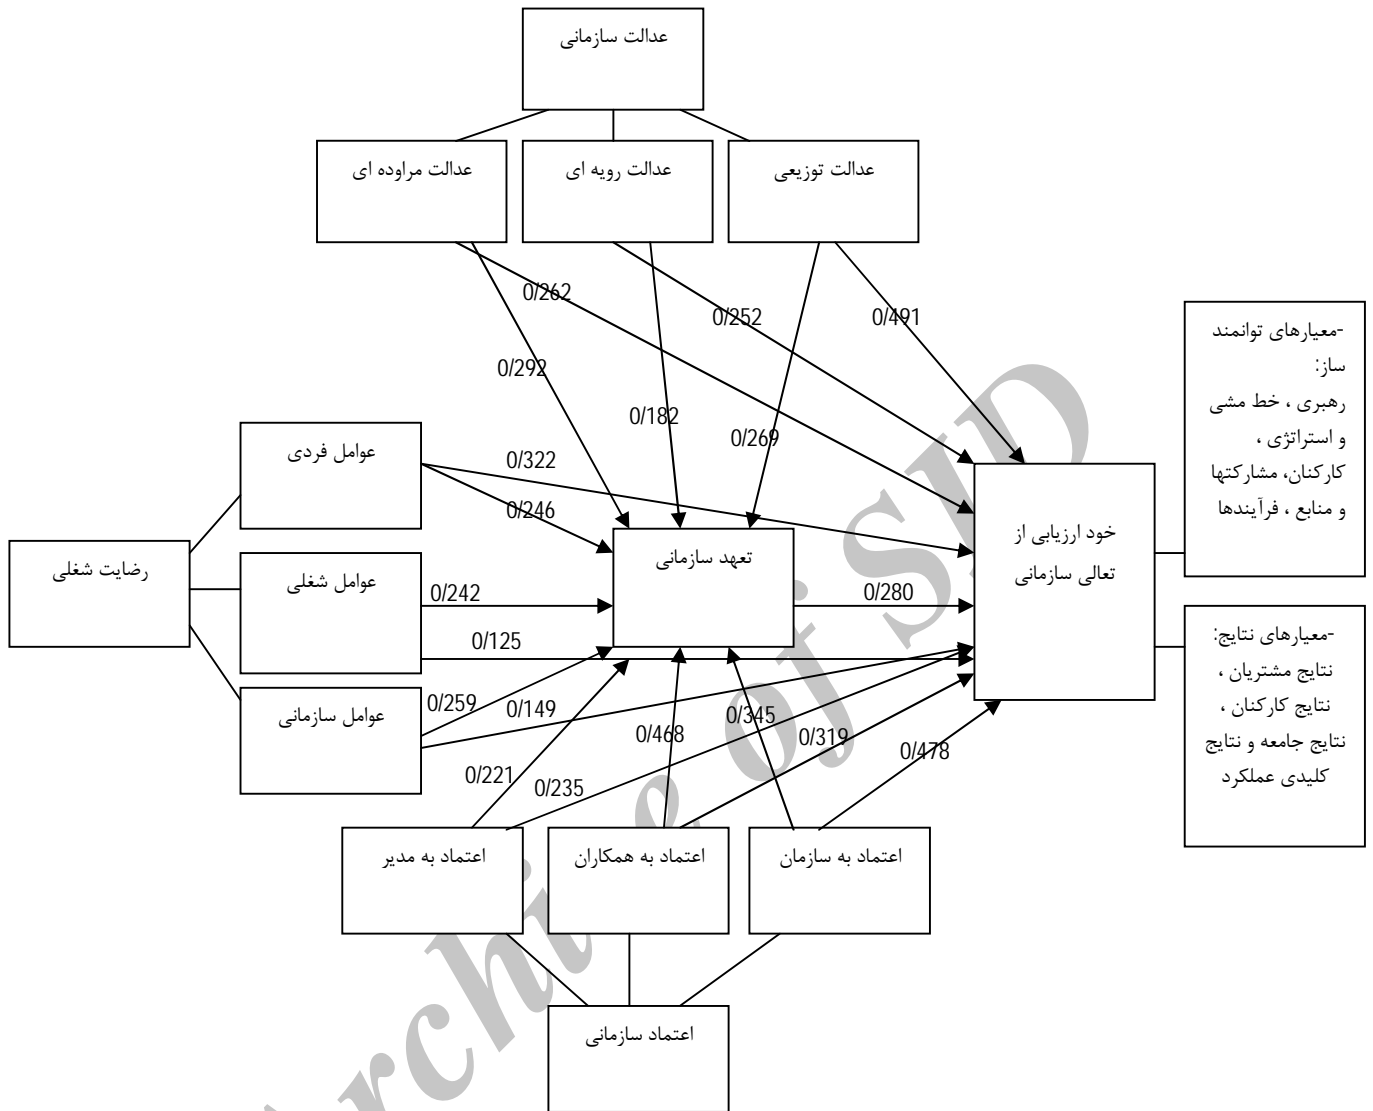 عدالت سازمانی
عدالت توزیعی
عدالت رویه ای
عدالت مراوده ای
0/262
0/252
0/491
0/292
0/182
0/269
-معیارهای توانمند
ساز:
رهبری ، خط مشی
و استراتژی ،
کارکنان، مشارکتها
و منابع ، فرآیندها
عوامل فردی
0/322
0/246
رضایت شغلی
عوامل شغلی
0/242
0/125
تعهد سازمانی
0/280
خود ارزیابی از
تعالی سازمانی
-معیارهای نتایج:
نتایج مشتریان ،
نتایج کارکنان ،
نتایج جامعه و نتایج
کلیدی عملکرد
عوامل سازمانی
0/259
0/149
0/221
0/235
0/468
0/345
0/319
0/478
اعتماد به سازمان
اعتماد به همکاران
اعتماد به مدیر
اعتماد سازمانی
Archive of SID